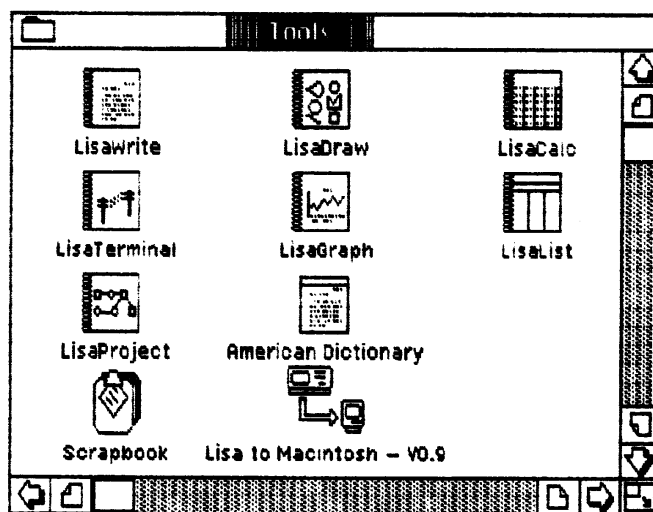 Tools
LisaWrite LisaDraw LisaCalc
LisaTerminal LisaGraph LisaList
LisaProject American Dictionary
Scrapbook Lisa to Macintosh — V0.9